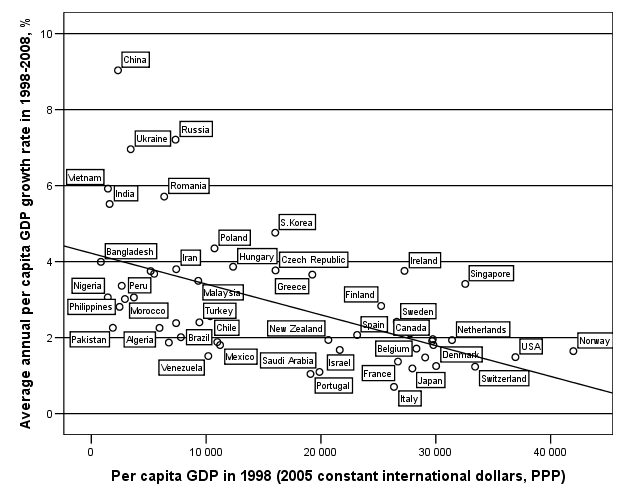 Average annual per capita GDP growth rate in 1998-2008, %
10
8
6
4
2
0
China
Russia
Ukraine
Vietnam
India
Romania
S.Korea
Poland
Bangladesh
Iran
Hungary
Czech Republic
Ireland
Singapore
Nigeria
Peru
Malaysia
Greece
Finland
Philippines
Morocco
Turkey
Sweden
Pakistan
Algeria
Brazil
Chile
New Zealand
Spain
Canada
Netherlands
Venezuela
Mexico
Saudi Arabia
Israel
Belgium
Denmark
USA
Norway
Portugal
France
Japan
Switzerland
Italy
0
10 000
20 000
30 000
40 000
Per capita GDP in 1998 (2005 constant international dollars, PPP)